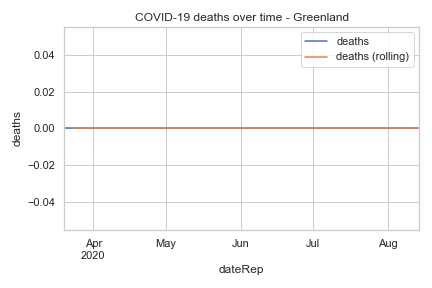 COVID-19 deaths over time - Greenland
deaths
deaths (rolling)
deaths
0.04
0.02
0.00
−0.02
−0.04
Apr
2020
May
Jun
Jul
Aug
dateRep